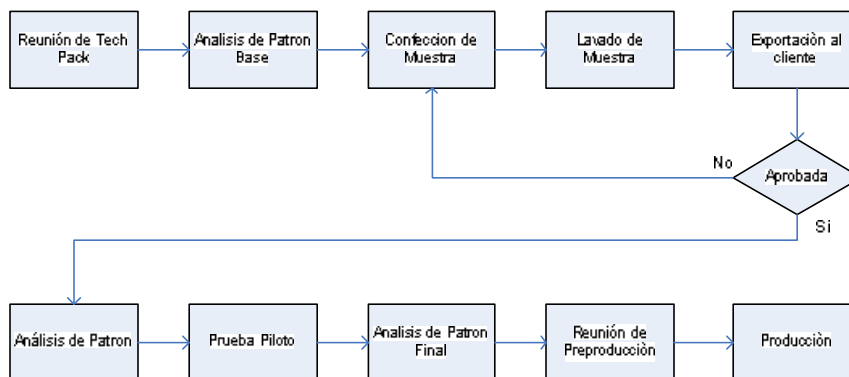 Reunión de Tech
Pack
Analisis de Patron
Base
Confeccion de
Muestra
Lavado de
Muestra
Exportaciòn al
cliente
No
Aprobada
Si
Análisis de Patron
Prueba Piloto
Analisis de Patron
Final
Reunión de
Preproducciòn
Producciòn